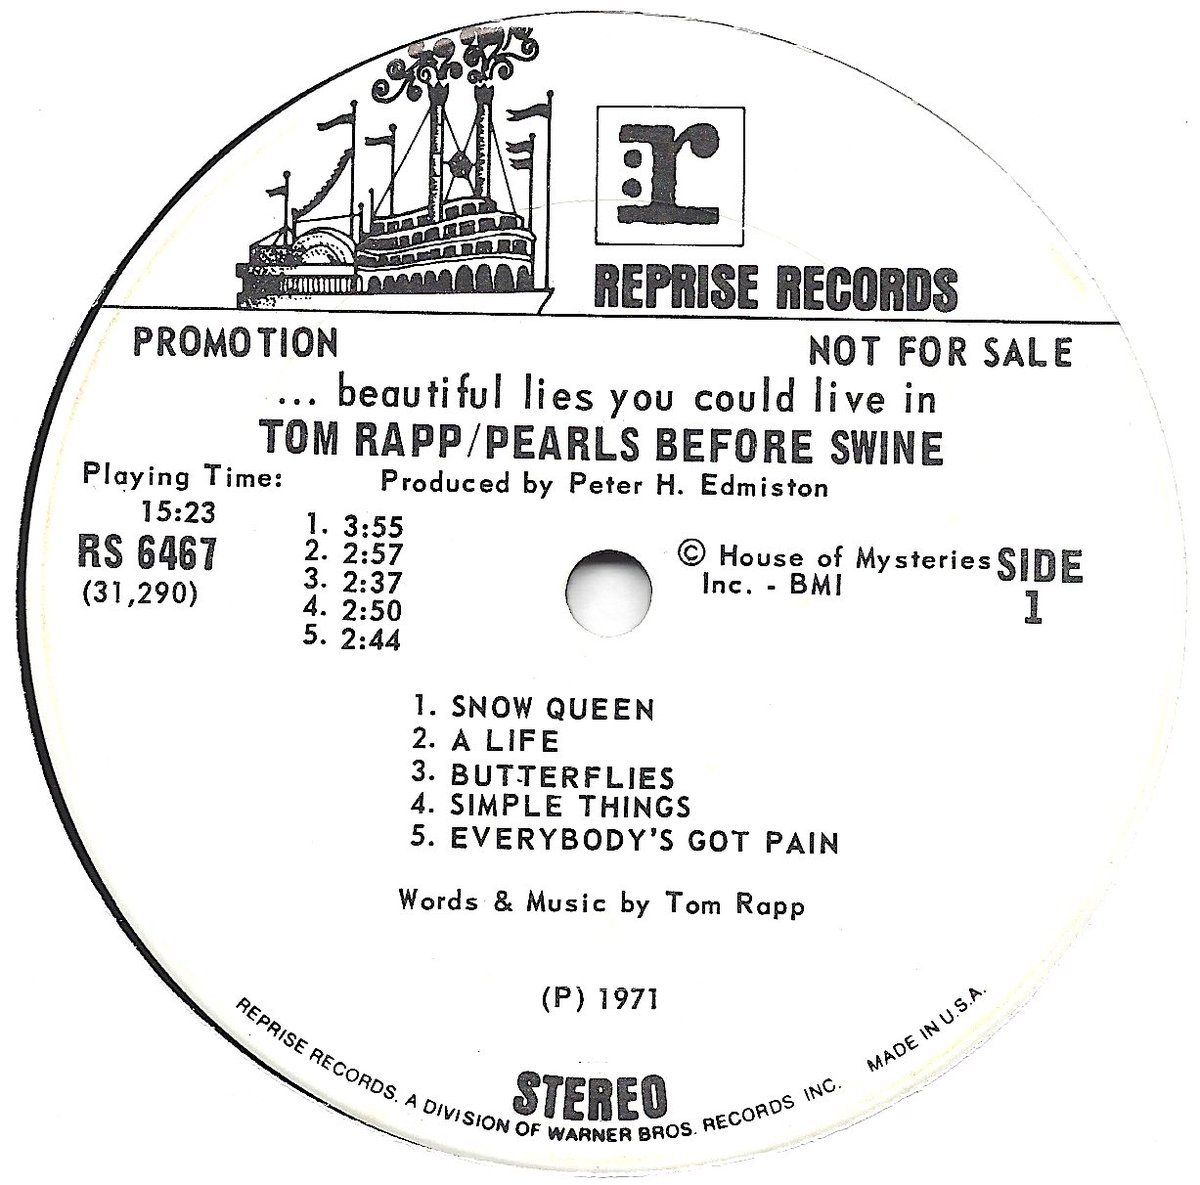 :r
REPRISE RECORDS
PROMOTION NOT FOR SALE
... beautiful lies you could live in
TOM RAPP/PEARLS BEFORE SWINE
Playing Time: Produced by Peter H. Edmiston
15:23
RS 6467
(31,290)
1. 3:55
2. 2:57
3. 2:37
4. 2:50
5. 2:44
© House of Mysteries
Inc. - BMI
SIDE
1
1. SNOW QUEEN
2. A LIFE
3. BUTTERFLIES
4. SIMPLE THINGS
5. EVERYBODY'S GOT PAIN
Words & Music by Tom Rapp
(P) 1971
STEREO
REPRISE RECORDS. A DIVISION OF WARNER BROS. RECORDS INC. MADE IN U.S.A.